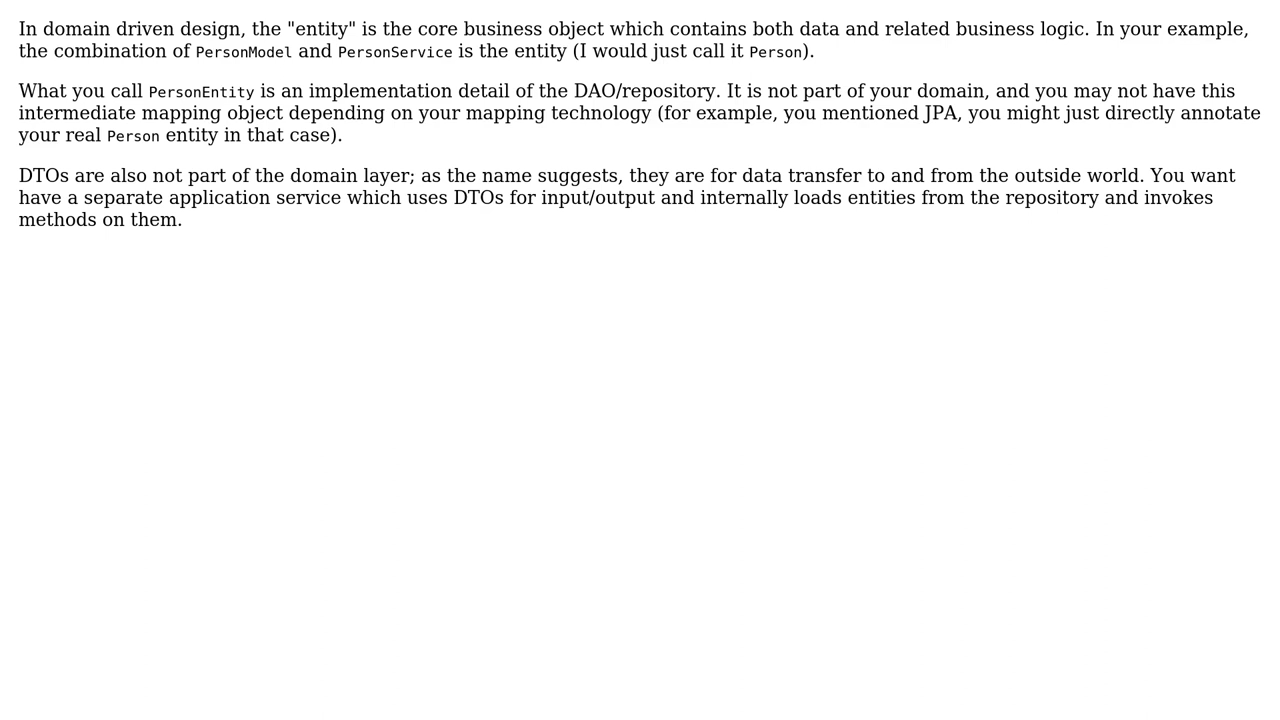 In domain driven design, the "entity" is the core business object which contains both data and related business logic. In your example,
the combination of PersonModel and PersonService is the entity (I would just call it Person).
What you call PersonEntity is an implementation detail of the DAO/repository. It is not part of your domain, and you may not have this
intermediate mapping object depending on your mapping technology (for example, you mentioned JPA, you might just directly annotate
your real Person entity in that case).
DTOs are also not part of the domain layer; as the name suggests, they are for data transfer to and from the outside world. You want
have a separate application service which uses DTOs for input/output and internally loads entities from the repository and invokes
methods on them.